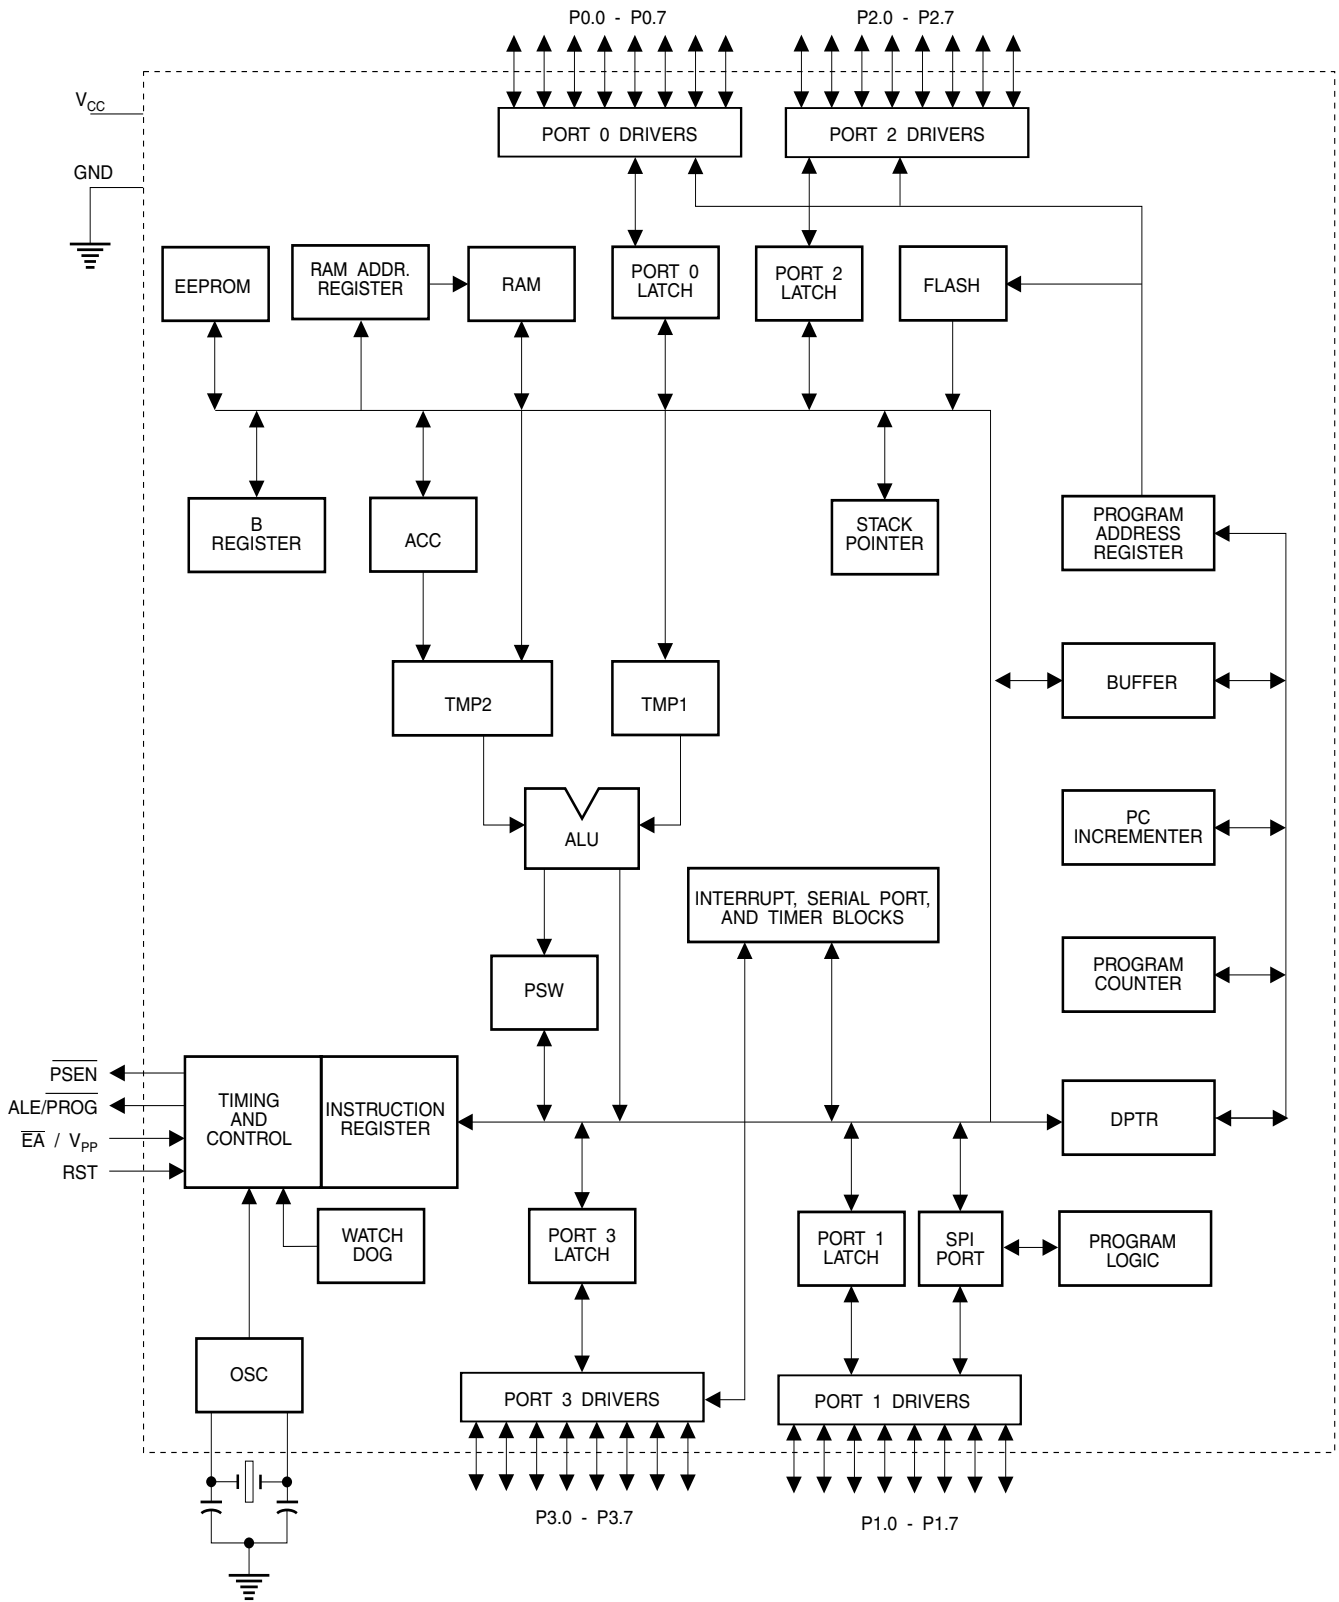 P0.0 - P0.7
P2.0 - P2.7
VCC
PORT 0 DRIVERS
PORT 2 DRIVERS
GND
EEPROM
RAM ADDR.
REGISTER
RAM
PORT 0
LATCH
PORT 2
LATCH
FLASH
B
REGISTER
ACC
STACK
POINTER
PROGRAM
ADDRESS
REGISTER
TMP2
TMP1
BUFFER
ALU
PC
INCREMENTER
INTERRUPT, SERIAL PORT,
AND TIMER BLOCKS
PSW
PROGRAM
COUNTER
PSEN
ALE/PROG
EA / VPP
RST
TIMING
AND
CONTROL
INSTRUCTION
REGISTER
DPTR
WATCH
DOG
PORT 3
LATCH
PORT 1
LATCH
SPI
PORT
PROGRAM
LOGIC
OSC
PORT 3 DRIVERS
PORT 1 DRIVERS
P3.0 - P3.7
P1.0 - P1.7